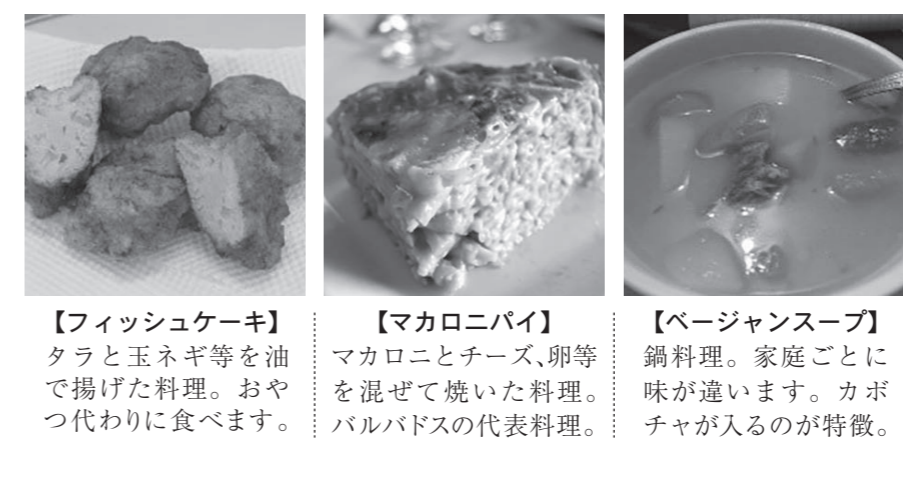 【フィッシュケーキ】
タラと玉ネギ等を油
で揚げた料理。おや
つ代わりに食べます。
【マカロニパイ】
マカロニとチーズ、卵等
を混ぜて焼いた料理。
バルバドスの代表料理。
【ベージャンスープ】
鍋料理。家庭ごとに
味が違います。カボ
チャが入るのが特徴。